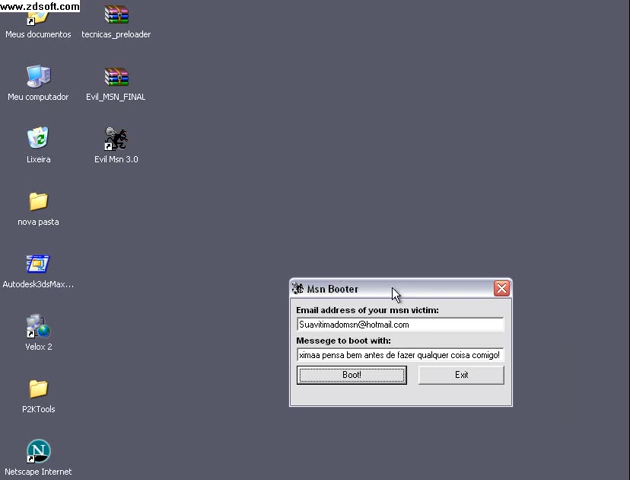 www.zdsoft.com
Meus documentos
tecnicas_preloader
Meu computador
Evil_MSN_FINAL
Lixeira
Evil Msn 3.0
nova pasta
Autodesk3dsMax...
Velox 2
P2KTools
Netscape Internet
Msn Booter
Email address of your msn victim:
Suavitimadomsn@hotmail.com
Messege to boot with:
ximaa pensa bem antes de fazer qualquer coisa comigo!
Boot!
Exit